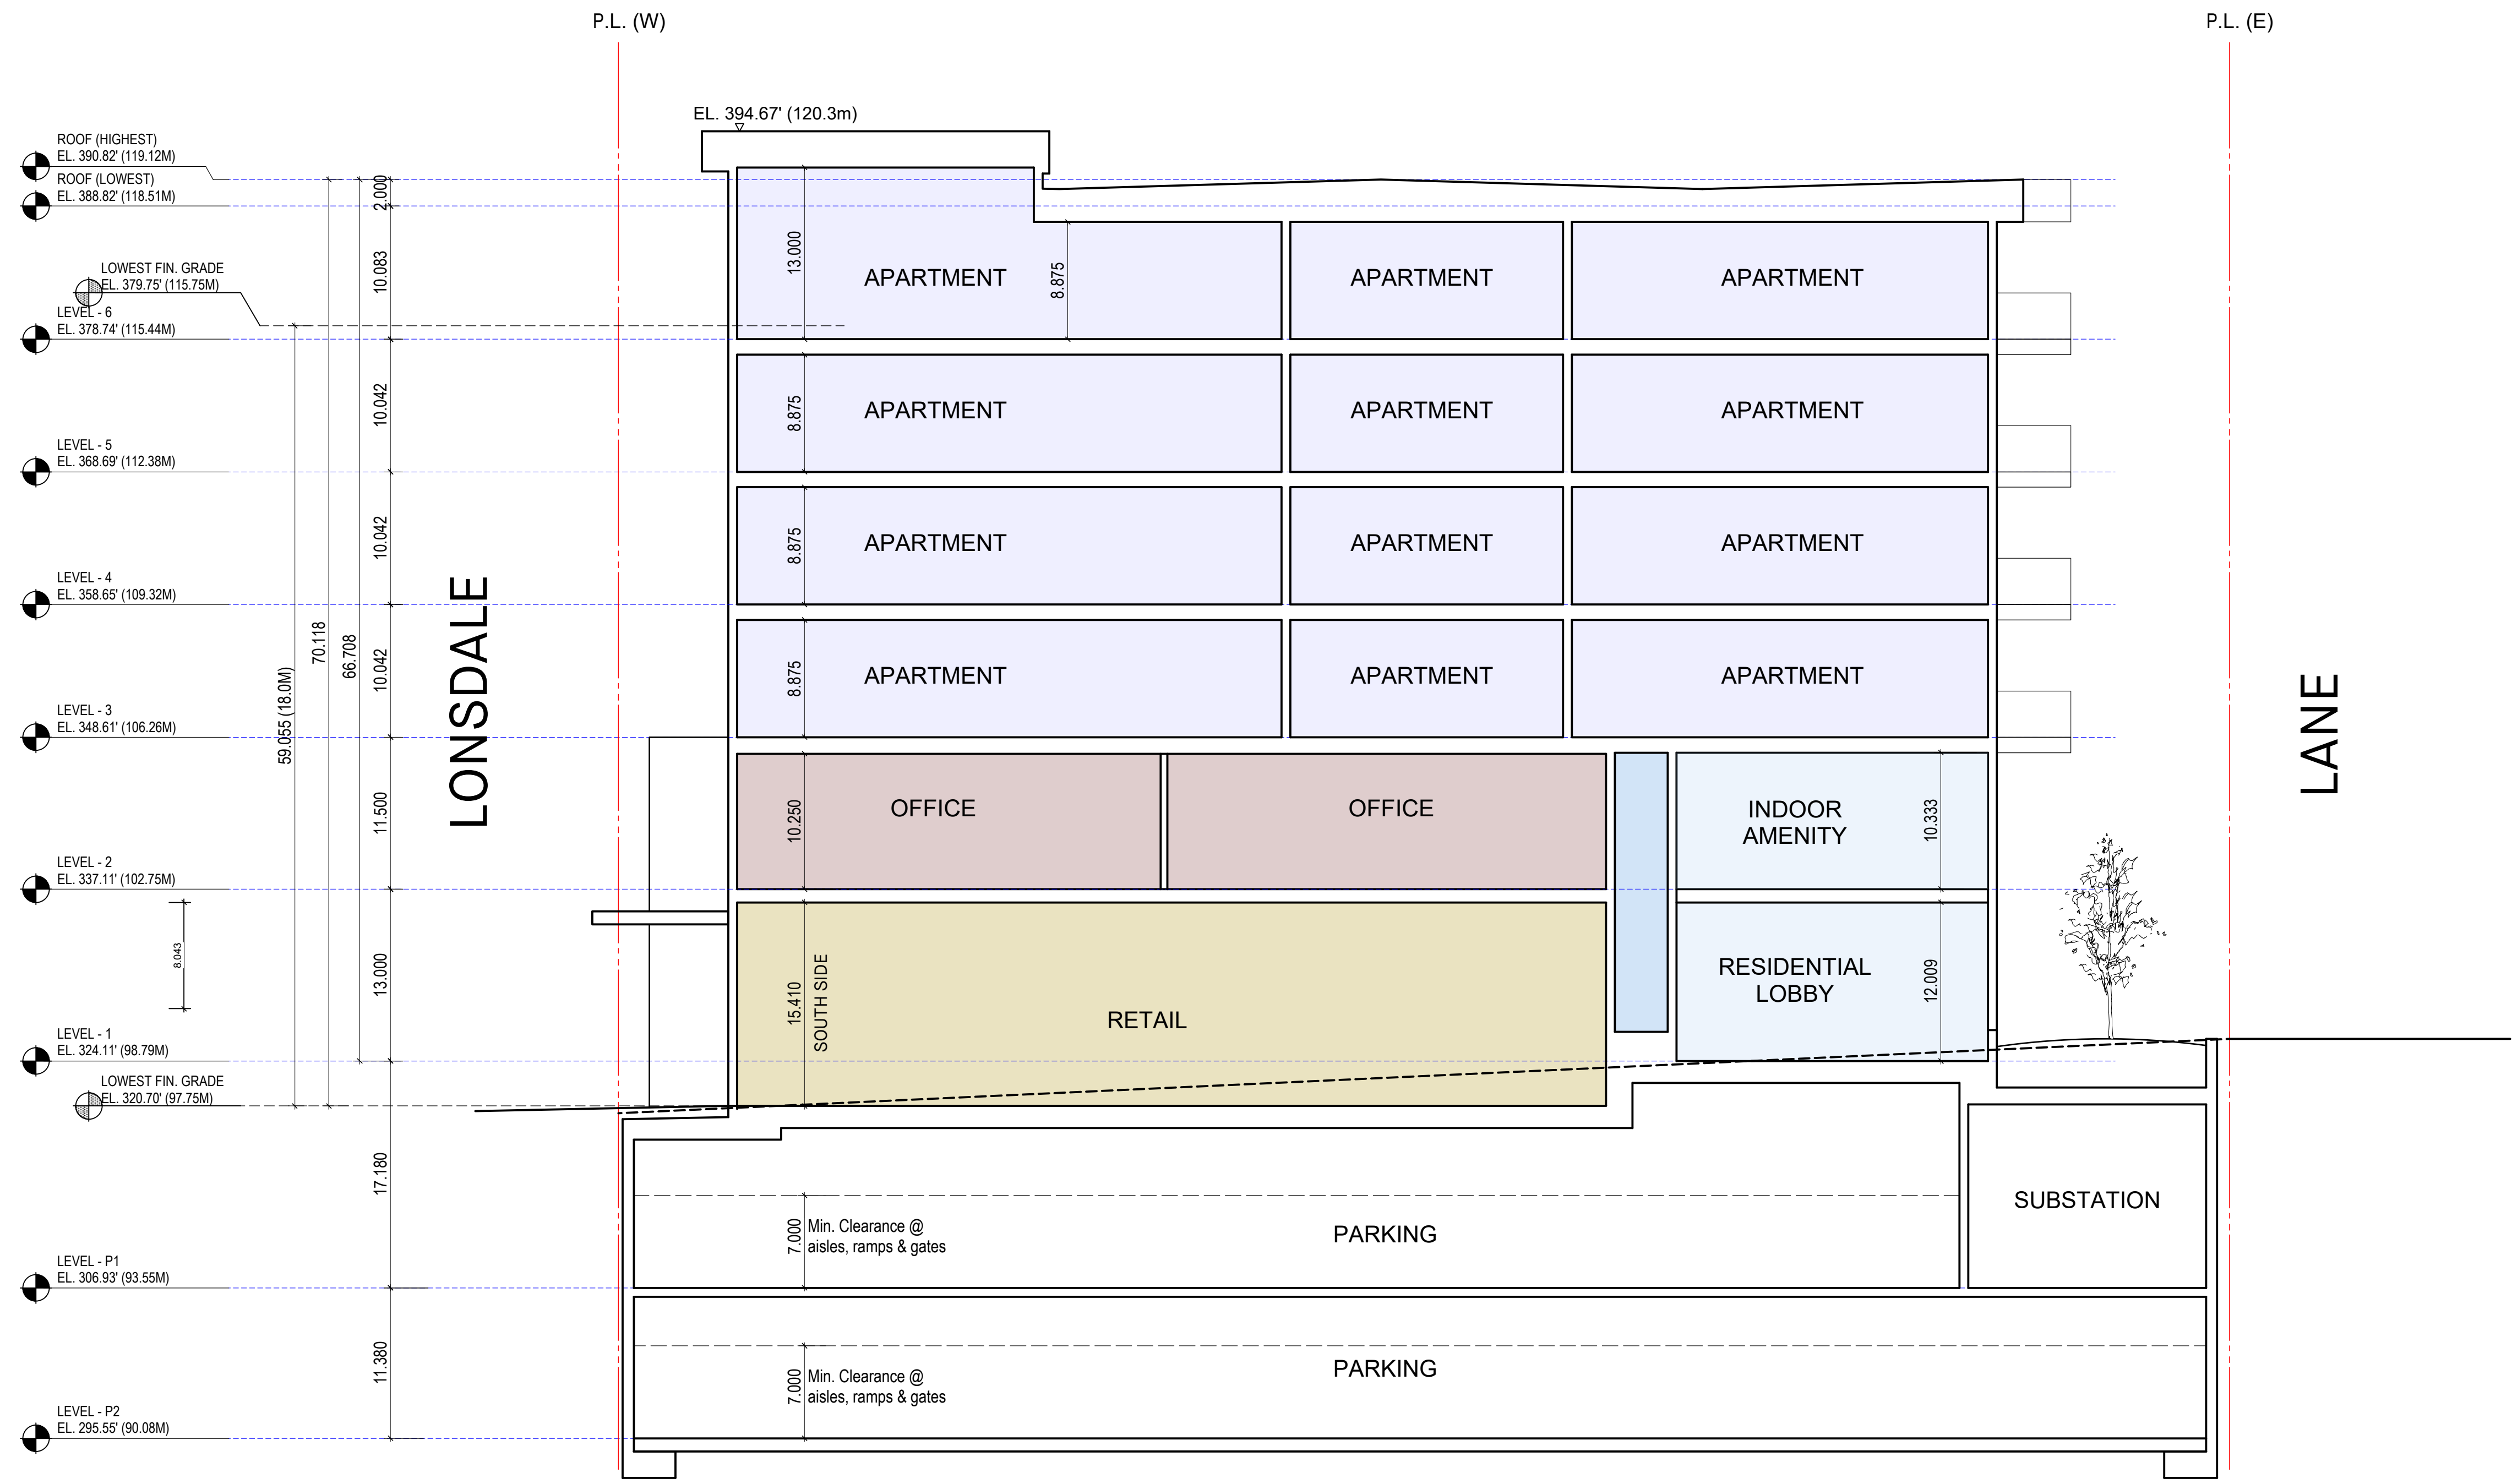 P.L. (W)
P.L. (E)
EL. 394.67' (120.3m)
ROOF (HIGHEST)
EL. 390.82' (119.12M)
ROOF (LOWEST)
EL. 388.82' (118.51M)
2.000
10.083
13.000
8.875
APARTMENT
APARTMENT
APARTMENT
LOWEST FIN. GRADE
EL. 379.75' (115.75M)
LEVEL - 6
EL. 378.74' (115.44M)
10.042
8.875
APARTMENT
APARTMENT
APARTMENT
LEVEL - 5
EL. 368.69' (112.38M)
10.042
8.875
APARTMENT
APARTMENT
APARTMENT
LEVEL - 4
EL. 358.65' (109.32M)
59.055 (18.0M)
70.118
66.708
10.042
LONSDALE
8.875
APARTMENT
APARTMENT
APARTMENT
LANE
LEVEL - 3
EL. 348.61' (106.26M)
11.500
10.250
OFFICE
OFFICE
INDOOR
AMENITY
10.333
LEVEL - 2
EL. 337.11' (102.75M)
8.043
13.000
15.410
SOUTH SIDE
RETAIL
RESIDENTIAL
LOBBY
12.009
LEVEL - 1
EL. 324.11' (98.79M)
LOWEST FIN. GRADE
EL. 320.70' (97.75M)
17.180
7.000
Min. Clearance @
aisles, ramps & gates
PARKING
SUBSTATION
LEVEL - P1
EL. 306.93' (93.55M)
11.380
7.000
Min. Clearance @
aisles, ramps & gates
PARKING
LEVEL - P2
EL. 295.55' (90.08M)